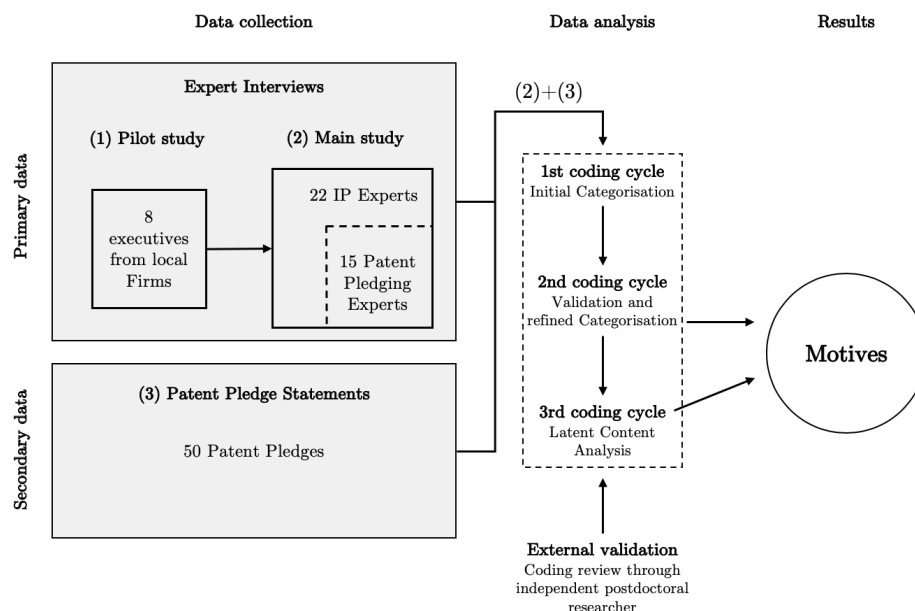 Data collection
Data analysis
Results
Primary data
Expert Interviews
(1) Pilot study
(2) Main study
8
executives
from local
Firms
22 IP Experts
15 Patent
Pledging
Experts
Secondary data
(3) Patent Pledge Statements
50 Patent Pledges
(2)+(3)
1st coding cycle
Initial Categorisation
2nd coding cycle
Validation and
refined Categorisation
3rd coding cycle
Latent Content
Analysis
External validation
Coding review through
independent postdoctoral
researcher
Motives